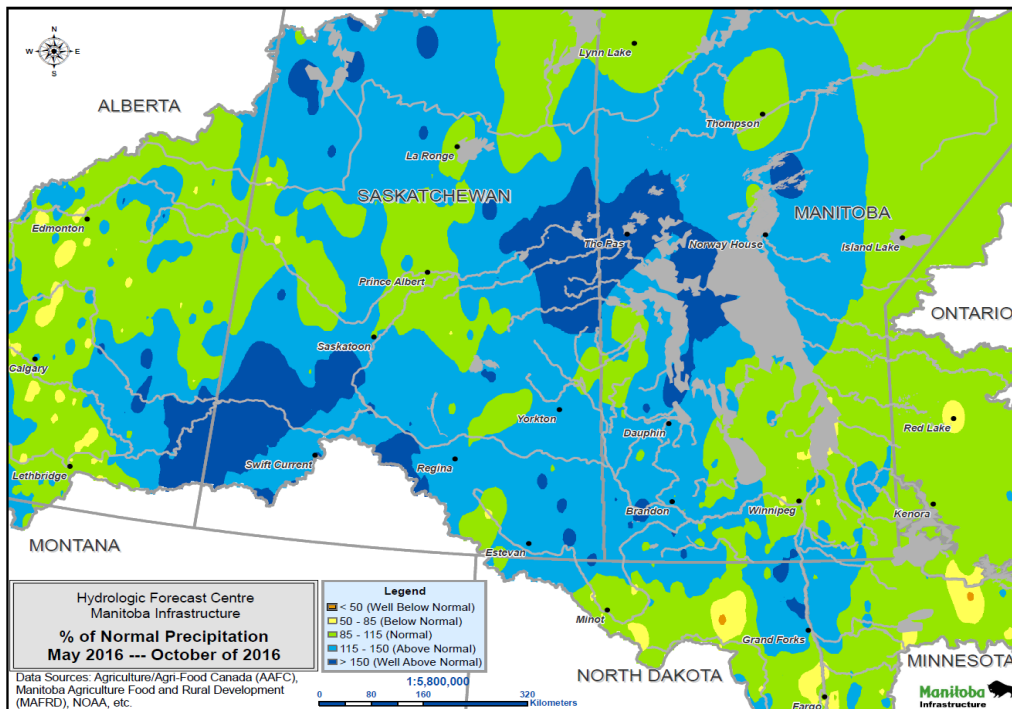 N
W E
S
Lynn Lake
ALBERTA
Thompson
La Ronge
SASKATCHEWAN
MANITOBA
Edmonton
The Pas
Norway House
Island Lake
Prince Albert
ONTARIO
Saskatoon
Calgary
Yorkton
Red Lake
Dauphin
Swift Current
Regina
Lethbridge
Brandon
Winnipeg
Kenora
MONTANA
Estevan
Minot
Grand Forks
NORTH DAKOTA
MINNESOTA
Fargo
Hydrologic Forecast Centre
Manitoba Infrastructure
% of Normal Precipitation
May 2016 --- October of 2016
Data Sources: Agriculture/Agri-Food Canada (AAFC),
Manitoba Agriculture Food and Rural Development
(MAFRD), NOAA, etc.
Legend
< 50 (Well Below Normal)
50 - 85 (Below Normal)
85 - 115 (Normal)
115 - 150 (Above Normal)
> 150 (Well Above Normal)
1:5,800,000
0 80 160 320
Kilometers
Manitoba
Infrastructure